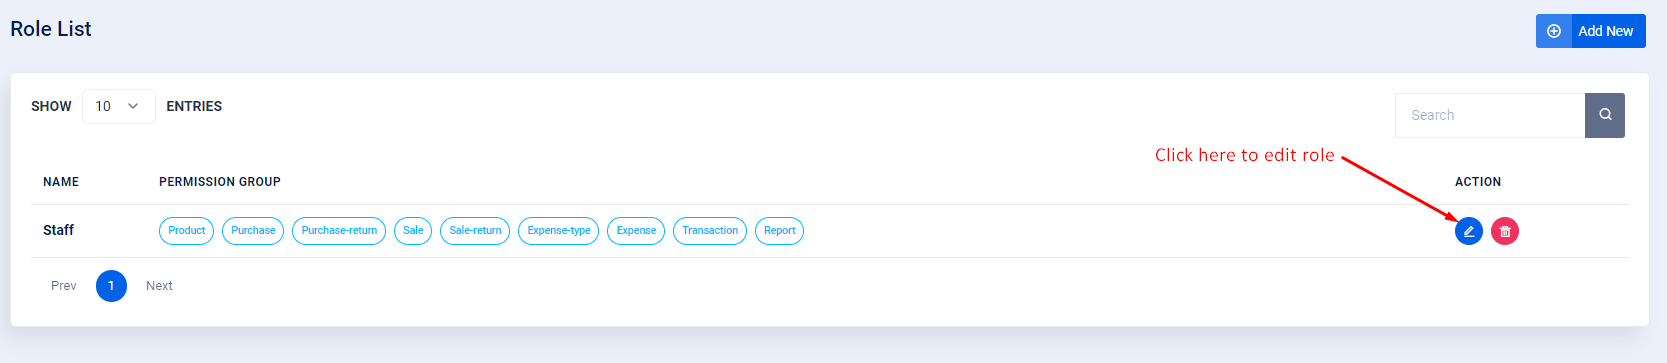 Role List
Add New
SHOW 10 ENTRIES
Search
Click here to edit role
NAME PERMISSION GROUP ACTION
Staff Product Purchase Purchase-return Sale Sale-return Expense-type Expense Transaction Report
Prev 1 Next